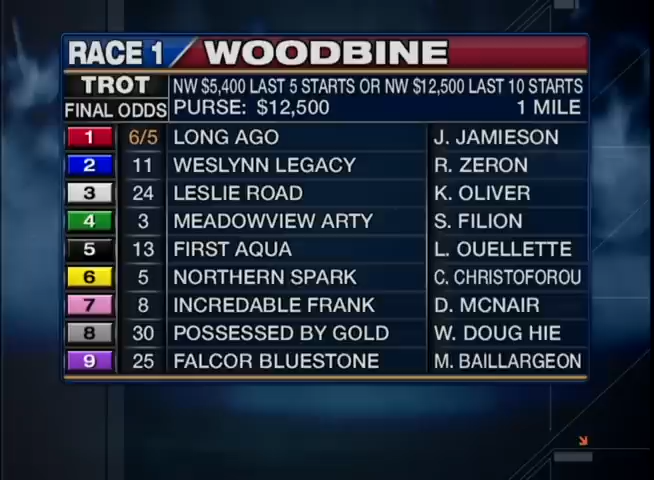 RACE 1 WOODBINE
TROT NW $5,400 LAST 5 STARTS OR NW $12,500 LAST 10 STARTS
FINAL ODDS PURSE: $12,500 1 MILE
1 6/5 LONG AGO J. JAMIESON
2 11 WESLYNN LEGACY R. ZERON
3 24 LESLIE ROAD K. OLIVER
4 3 MEADOWVIEW ARTY S. FILION
5 13 FIRST AQUA L. OUELLETTE
6 5 NORTHERN SPARK C. CHRISTOFOROU
7 8 INCREDABLE FRANK D. MCNAIR
8 30 POSSESSED BY GOLD W. DOUG HIE
9 25 FALCOR BLUESTONE M. BAILLARGEON